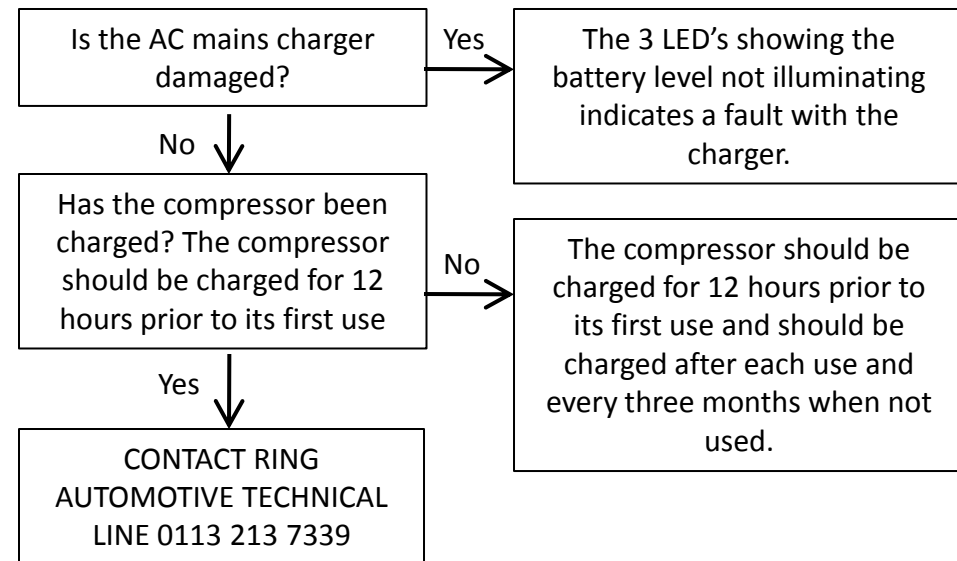 Is the AC mains charger
damaged?
Yes
The 3 LED's showing the
battery level not illuminating
indicates a fault with the
charger.
No
Has the compressor been
charged? The compressor
should be charged for 12
hours prior to its first use
No
The compressor should be
charged for 12 hours prior to
its first use and should be
charged after each use and
every three months when not
used.
Yes
CONTACT RING
AUTOMOTIVE TECHNICAL
LINE 0113 213 7339